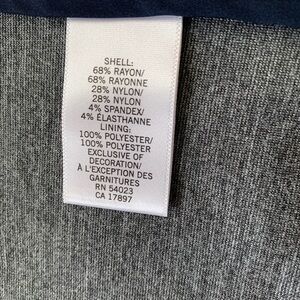 SHELL:
68% RAYON/
68% RAYONNE
28% NYLON/
28% NYLON
4% SPANDEX/
4% ÉLASTHANNE
LINING:
100% POLYESTER/
100% POLYESTER
EXCLUSIVE OF
DECORATION/
À L'EXCEPTION DES
GARNITURES
RN 54023
CA 17897